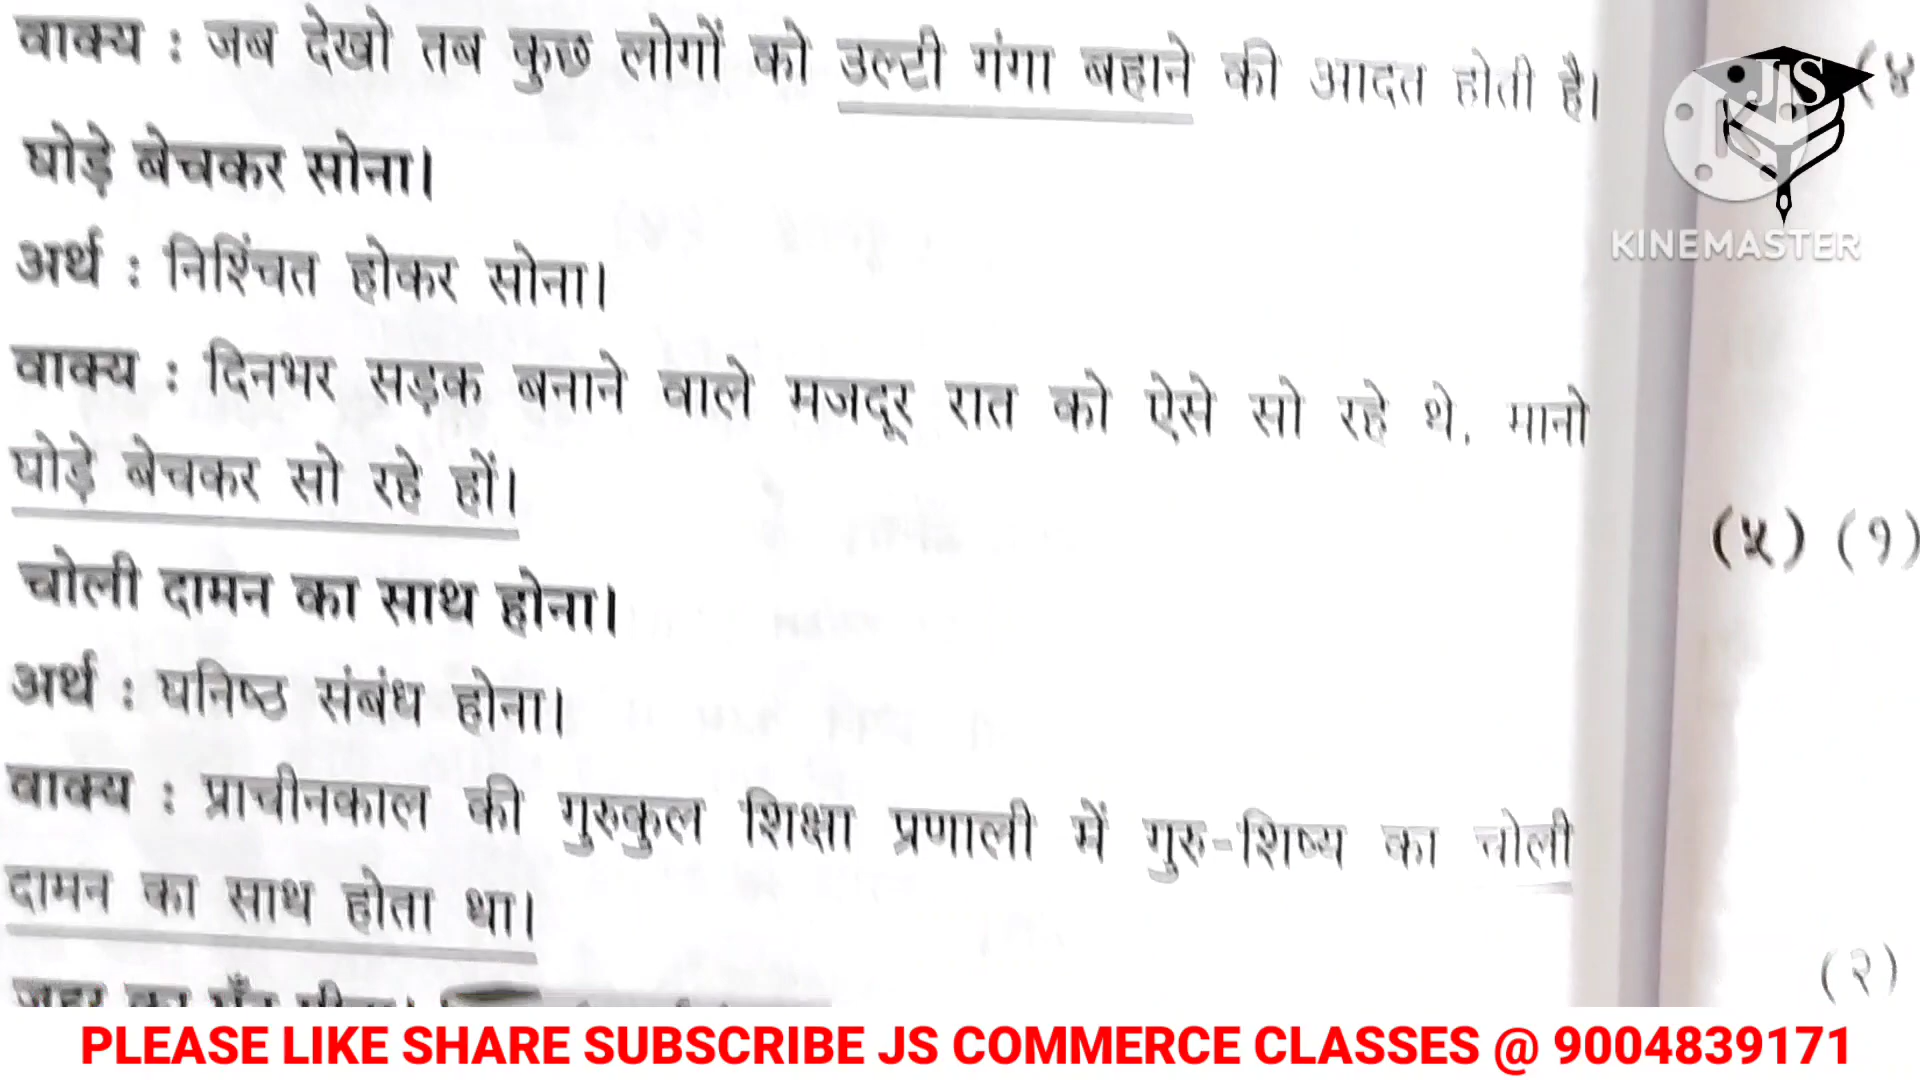 वाक्य : जब देखो तब कुछ लोगों को उल्टी गंगा बहाने की आदत होती है।
घोड़े बेचकर सोना।
अर्थ : निश्चिंत होकर सोना।
वाक्य : दिनभर सड़क बनाने वाले मजदूर रात को ऐसे सो रहे थे, मानो
घोड़े बेचकर सो रहे हों।
चोली दामन का साथ होना।
अर्थ : घनिष्ठ संबंध होना।
वाक्य : प्राचीनकाल की गुरुकुल शिक्षा प्रणाली में गुरु-शिष्य का चोली
दामन का साथ होता था।
(४
JS
KINEMASTER
(५) (१)
(२)
PLEASE LIKE SHARE SUBSCRIBE JS COMMERCE CLASSES @ 9004839171